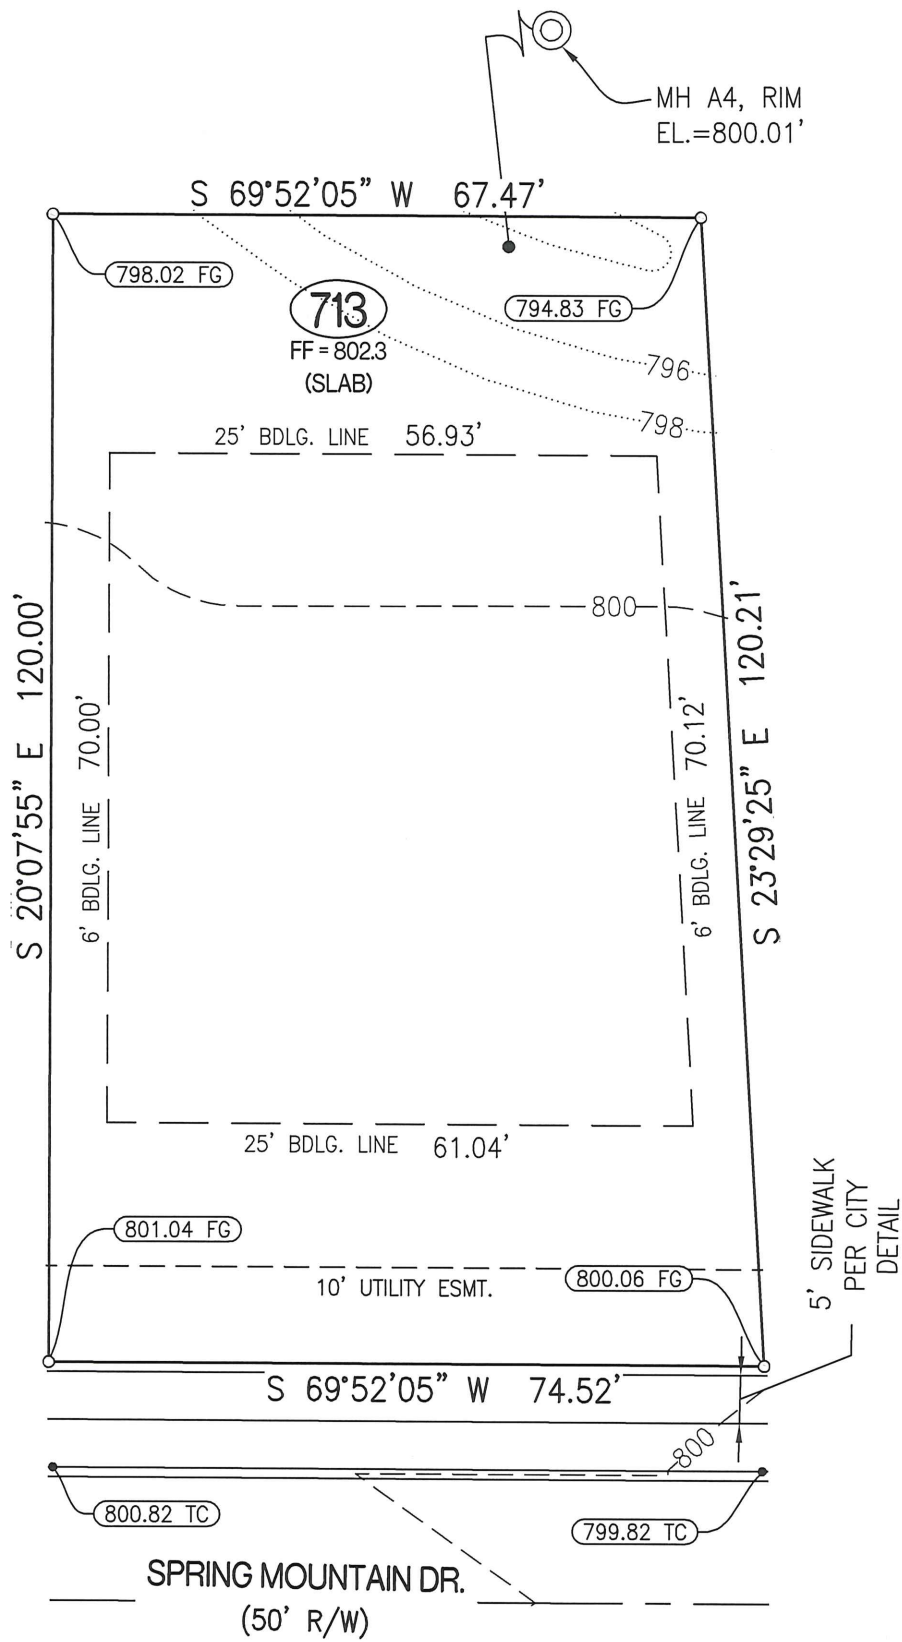 MH A4, RIM
EL.=800.01'
S 69°52'05" W 67.47'
798.02 FG
713
FF = 802.3
(SLAB)
794.83 FG
796
798
25' BDLG. LINE 56.93'
800
S 20°07'55" E 120.00'
6' BDLG. LINE 70.00'
6' BDLG. LINE 70.12'
S 23°29'25" E 120.21'
25' BDLG. LINE 61.04'
801.04 FG
10' UTILITY ESMT.
800.06 FG
5' SIDEWALK
PER CITY
DETAIL
S 69°52'05" W 74.52'
800
800.82 TC
799.82 TC
SPRING MOUNTAIN DR.
(50' R/W)